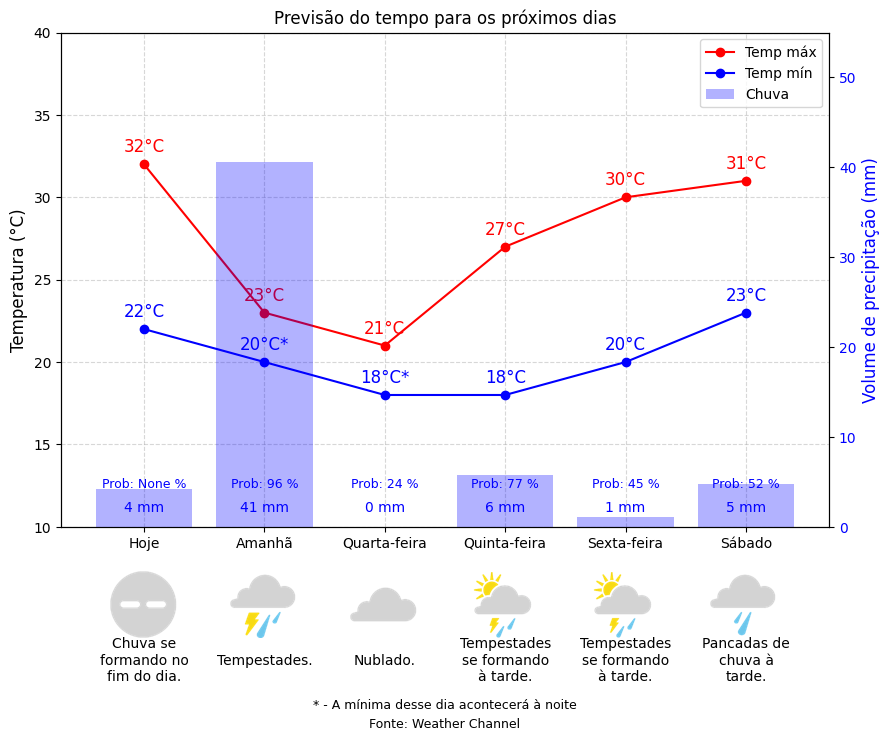 Previsão do tempo para os próximos dias
40
35
30
25
20
15
10
Temperatura (°C)
50
40
30
20
10
0
Volume de precipitação (mm)
Temp máx
Temp mín
Chuva
32°C
23°C
21°C
27°C
30°C
31°C
22°C
20°C*
18°C*
18°C
20°C
23°C
Prob: None %
Prob: 96 %
Prob: 24 %
Prob: 77 %
Prob: 45 %
Prob: 52 %
4 mm
41 mm
0 mm
6 mm
1 mm
5 mm
Hoje
Amanhã
Quarta-feira
Quinta-feira
Sexta-feira
Sábado
Chuva se
formando no
fim do dia.
Tempestades.
Nublado.
Tempestades
se formando
à tarde.
Tempestades
se formando
à tarde.
Pancadas de
chuva à
tarde.
* - A mínima desse dia acontecerá à noite
Fonte: Weather Channel